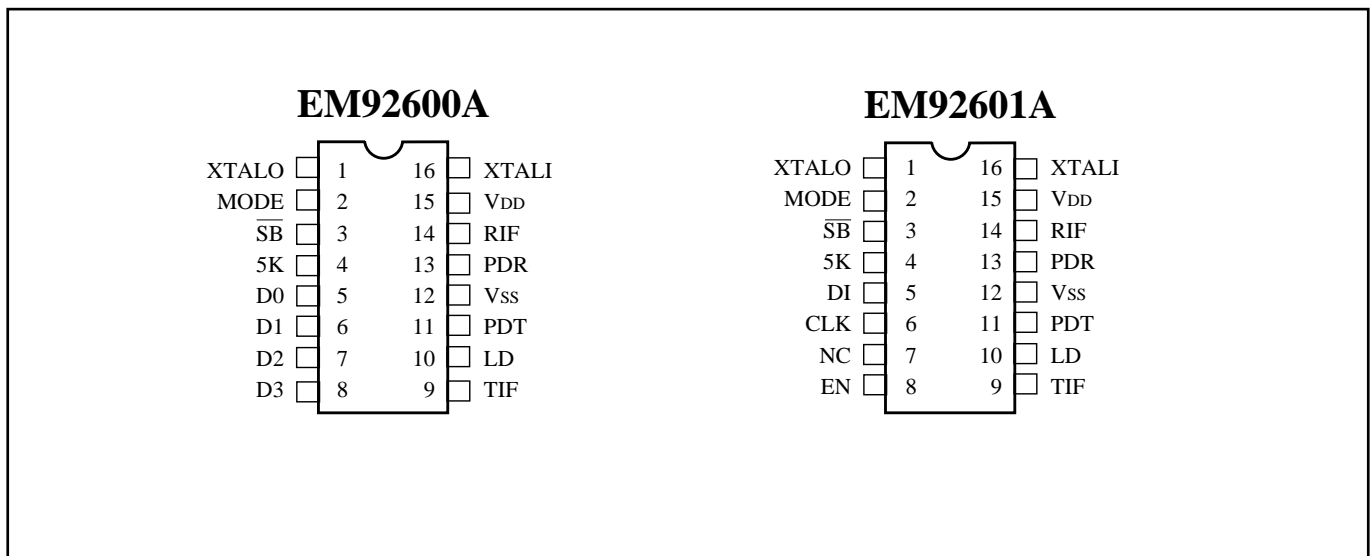 EM92600A
XTALO 1 16 XTALI
MODE 2 15 VDD
S̅B̅ 3 14 RIF
5K 4 13 PDR
D0 5 12 VSS
D1 6 11 PDT
D2 7 10 LD
D3 8 9 TIF
EM92601A
XTALO 1 16 XTALI
MODE 2 15 VDD
S̅B̅ 3 14 RIF
5K 4 13 PDR
DI 5 12 VSS
CLK 6 11 PDT
NC 7 10 LD
EN 8 9 TIF